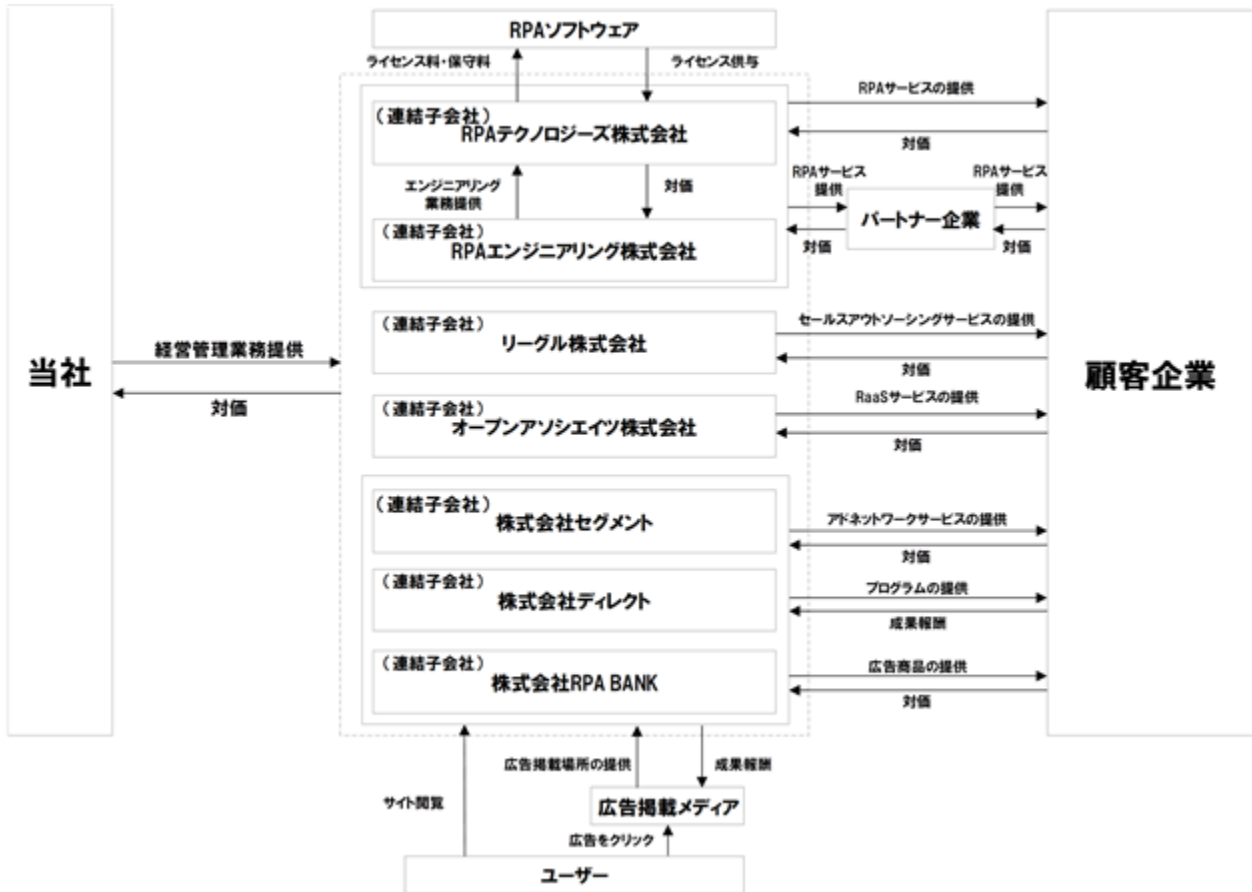 RPAソフトウェア
ライセンス料・保守料
ライセンス供与
(連結子会社)
RPAテクノロジーズ株式会社
RPAサービスの提供
対価
エンジニアリング
業務提供
対価
RPAサービス
提供
RPAサービス
提供
パートナー企業
対価
対価
(連結子会社)
RPAエンジニアリング株式会社
当社
経営管理業務提供
対価
(連結子会社)
リーグル株式会社
セールスアウトソーシングサービスの提供
対価
顧客企業
(連結子会社)
オープンアソシエイツ株式会社
RaaSサービスの提供
対価
(連結子会社)
株式会社セグメント
アドネットワークサービスの提供
対価
(連結子会社)
株式会社ディレクト
プログラムの提供
成果報酬
(連結子会社)
株式会社RPA BANK
広告商品の提供
対価
広告掲載場所の提供
成果報酬
サイト閲覧
広告掲載メディア
広告をクリック
ユーザー